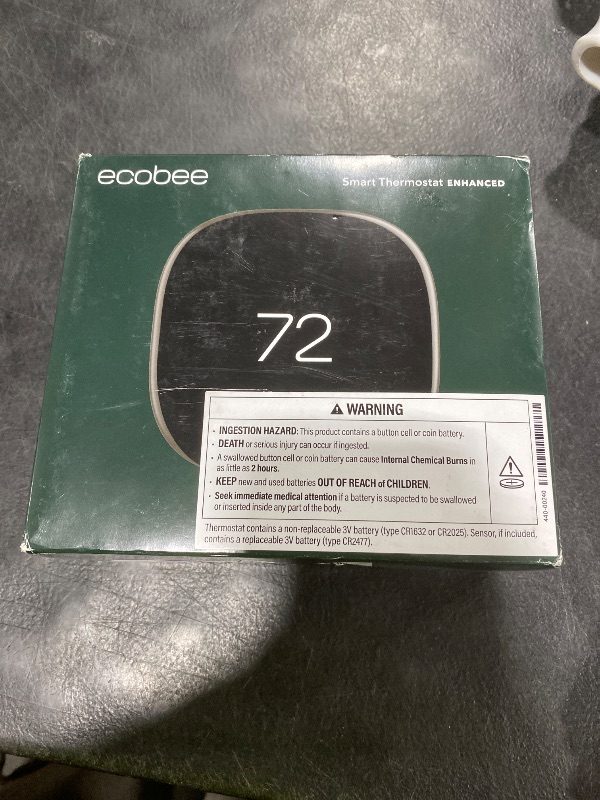 ecobee
Smart Thermostat ENHANCED
72
⚠ WARNING
• INGESTION HAZARD: This product contains a button cell or coin battery.
• DEATH or serious injury can occur if ingested.
• A swallowed button cell or coin battery can cause Internal Chemical Burns in
as little as 2 hours.
• KEEP new and used batteries OUT OF REACH of CHILDREN.
• Seek immediate medical attention if a battery is suspected to be swallowed
or inserted inside any part of the body.
440-00240
Thermostat contains a non-replaceable 3V battery (type CR1632 or CR2025). Sensor, if included,
contains a replaceable 3V battery (type CR2477).